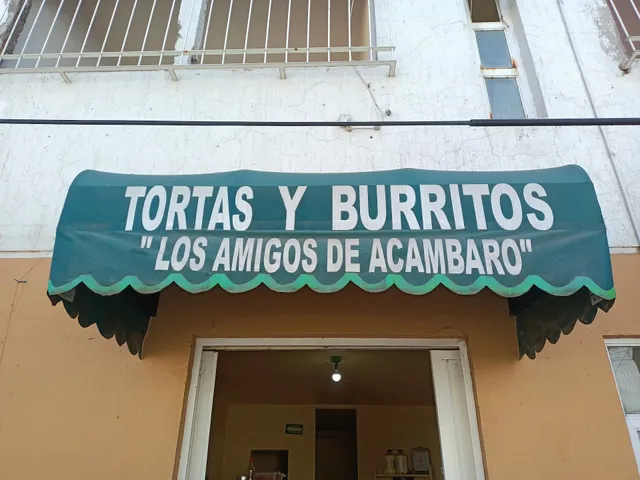 TORTAS Y BURRITOS
" LOS AMIGOS DE ACAMBARO"